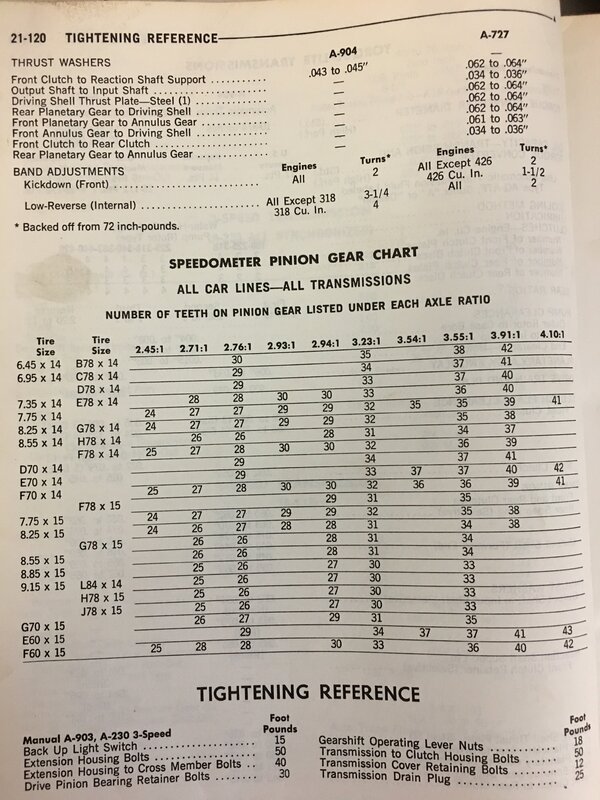 21-120 TIGHTENING REFERENCE
A-904 A-727
THRUST WASHERS
Front Clutch to Reaction Shaft Support ........... .043 to .045" —
Output Shaft to Input Shaft ........... — .062 to .064"
Driving Shell Thrust Plate—Steel (1) ........... — .034 to .036"
Rear Planetary Gear to Driving Shell ........... — .062 to .064"
Front Planetary Gear to Annulus Gear ........... — .062 to .064"
Front Annulus Gear to Driving Shell ........... — .062 to .064"
Front Clutch to Rear Clutch ........... — .061 to .063"
Rear Planetary Gear to Annulus Gear ........... — .034 to .036"
BAND ADJUSTMENTS Engines Turns* Engines Turns*
Kickdown (Front) ........... All 2 All Except 426 2
426 Cu. In. 1-1/2
Low-Reverse (Internal) ........... All Except 318 3-1/4 All 2
318 Cu. In. 4
* Backed off from 72 inch-pounds.
SPEEDOMETER PINION GEAR CHART
ALL CAR LINES—ALL TRANSMISSIONS
NUMBER OF TEETH ON PINION GEAR LISTED UNDER EACH AXLE RATIO
Tire Size Tire Size 2.45:1 2.71:1 2.76:1 2.93:1 2.94:1 3.23:1 3.54:1 3.55:1 3.91:1 4.10:1
6.45 x 14 B78 x 14 30 35 38 42
6.95 x 14 C78 x 14 29 34 37 41
D78 x 14 29 33 37 40
7.35 x 14 E78 x 14 28 28 30 30 33 36 40
7.75 x 14 24 27 27 29 29 32 35 35 39 41
8.25 x 14 G78 x 14 24 27 27 29 29 32 35 38
8.55 x 14 H78 x 14 26 26 28 31 34 37
F78 x 14 25 27 28 30 30 32 36 39
D70 x 14 29 34 37 41
E70 x 14 29 33 37 37 40 42
F70 x 14 25 27 28 30 30 32 36 36 39 41
F78 x 15 29 31 35
7.75 x 15 24 27 27 29 29 32 35 38
8.25 x 15 24 26 27 28 28 31 34 38
G78 x 15 26 26 28 31 34
8.55 x 15 26 26 28 31 34
8.85 x 15 25 26 27 30 33
9.15 x 15 L84 x 14 25 26 27 30 33
H78 x 15 25 26 27 30 33
J78 x 15 25 26 27 30 33
G70 x 15 26 27 29 31 35
E60 x 15 29 34 37 37 41 43
F60 x 15 25 28 28 30 33 36 40 42
TIGHTENING REFERENCE
Foot Pounds
Manual A-903, A-230 3-Speed
Back Up Light Switch ........... 15
Extension Housing Bolts ........... 50
Extension Housing to Cross Member Bolts .. 40
Drive Pinion Bearing Retainer Bolts ........... 30
Foot Pounds
Gearshift Operating Lever Nuts ........... 18
Transmission to Clutch Housing Bolts ........... 50
Transmission Cover Retaining Bolts ........... 12
Transmission Drain Plug ........... 25